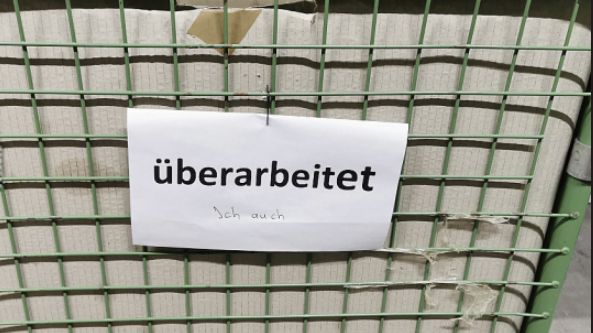 überarbeitet
Ich auch